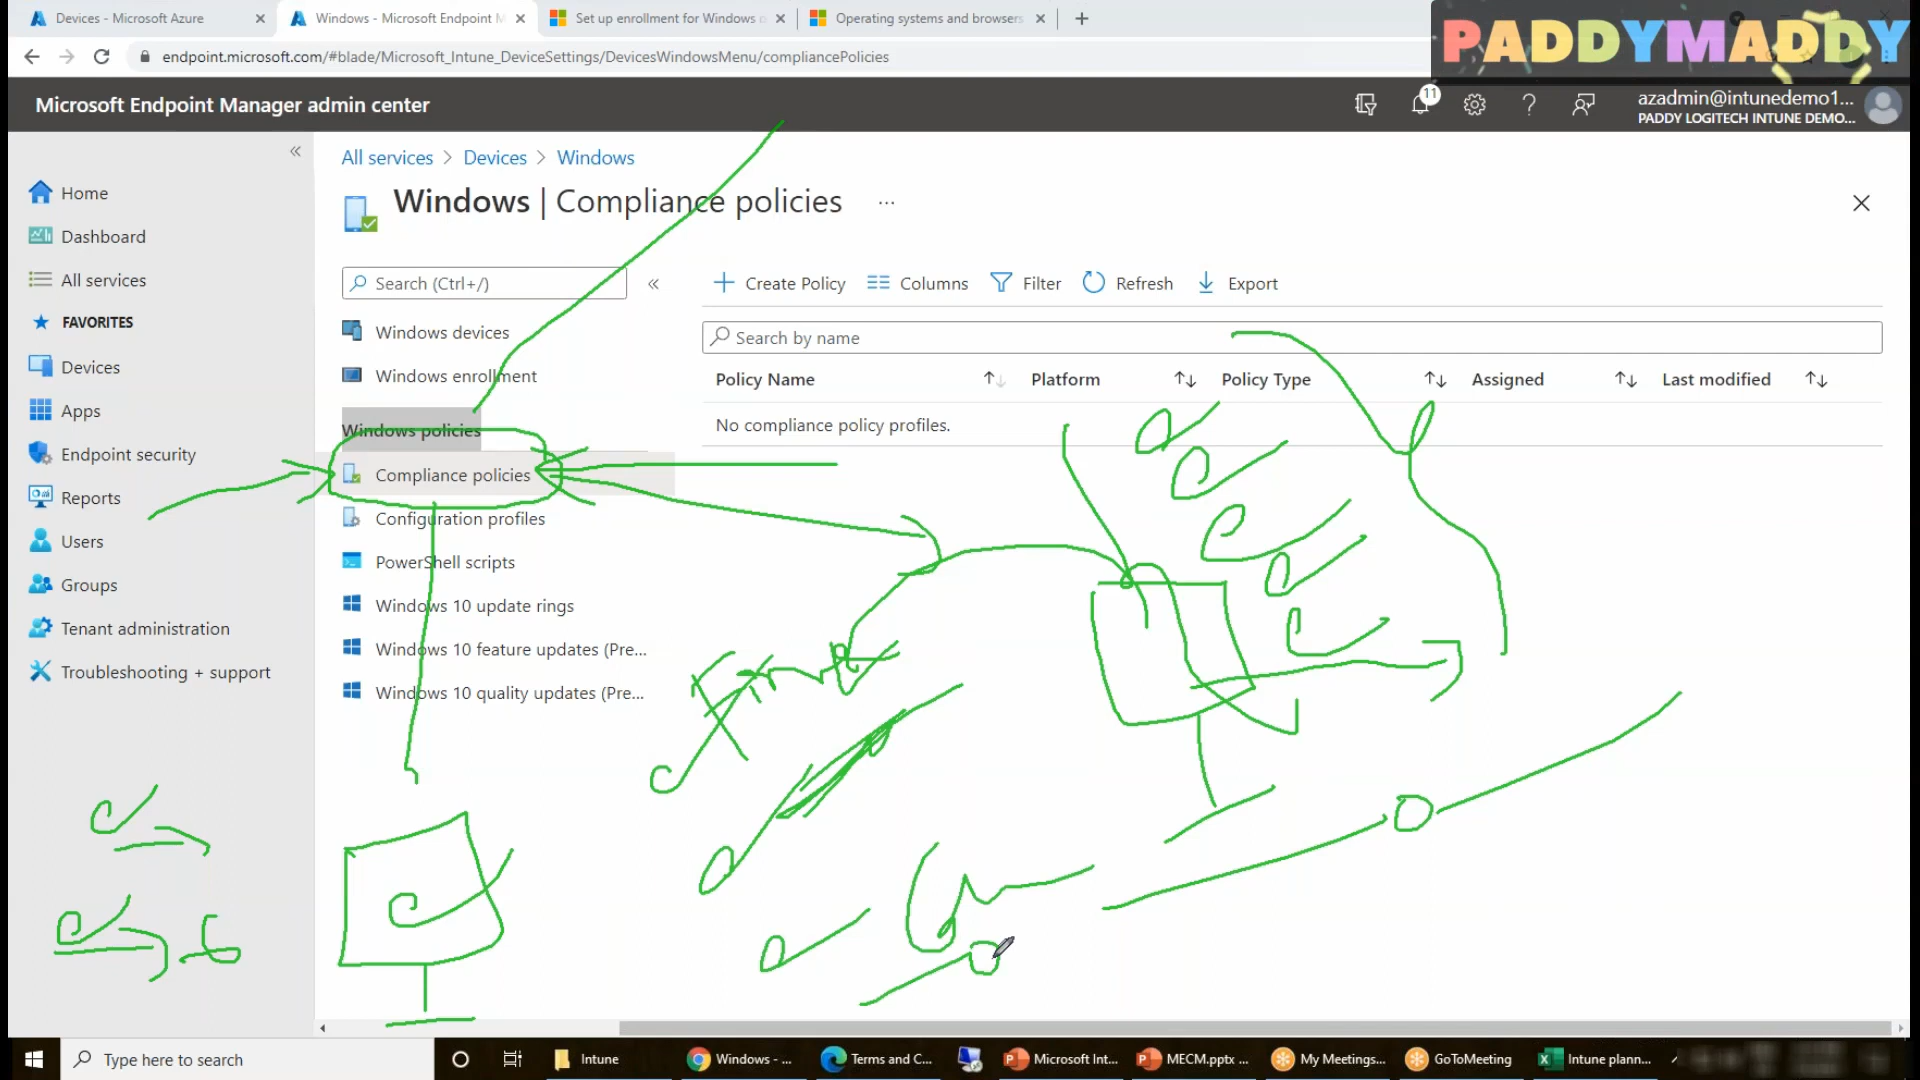 Devices - Microsoft Azure
Windows - Microsoft Endpoint M
Set up enrollment for Windows
Operating systems and browsers
PADDYMADDY
endpoint.microsoft.com/#blade/Microsoft_Intune_DeviceSettings/DevicesWindowsMenu/compliancePolicies
Microsoft Endpoint Manager admin center
11
azadmin@intunedemo1...
PADDY LOGITECH INTUNE DEMO...
All services > Devices > Windows
Windows | Compliance policies
Home
Dashboard
All services
FAVORITES
Devices
Apps
Endpoint security
Reports
Users
Groups
Tenant administration
Troubleshooting + support
Search (Ctrl+/)
Windows devices
Windows enrollment
Windows policies
Compliance policies
Configuration profiles
PowerShell scripts
Windows 10 update rings
Windows 10 feature updates (Pre...
Windows 10 quality updates (Pre...
Create Policy
Columns
Filter
Refresh
Export
Search by name
Policy Name
Platform
Policy Type
Assigned
Last modified
No compliance policy profiles.
Type here to search
Intune
Windows - ...
Terms and C...
Microsoft Int...
MECM.pptx ...
My Meetings...
GoToMeeting
Intune plann...